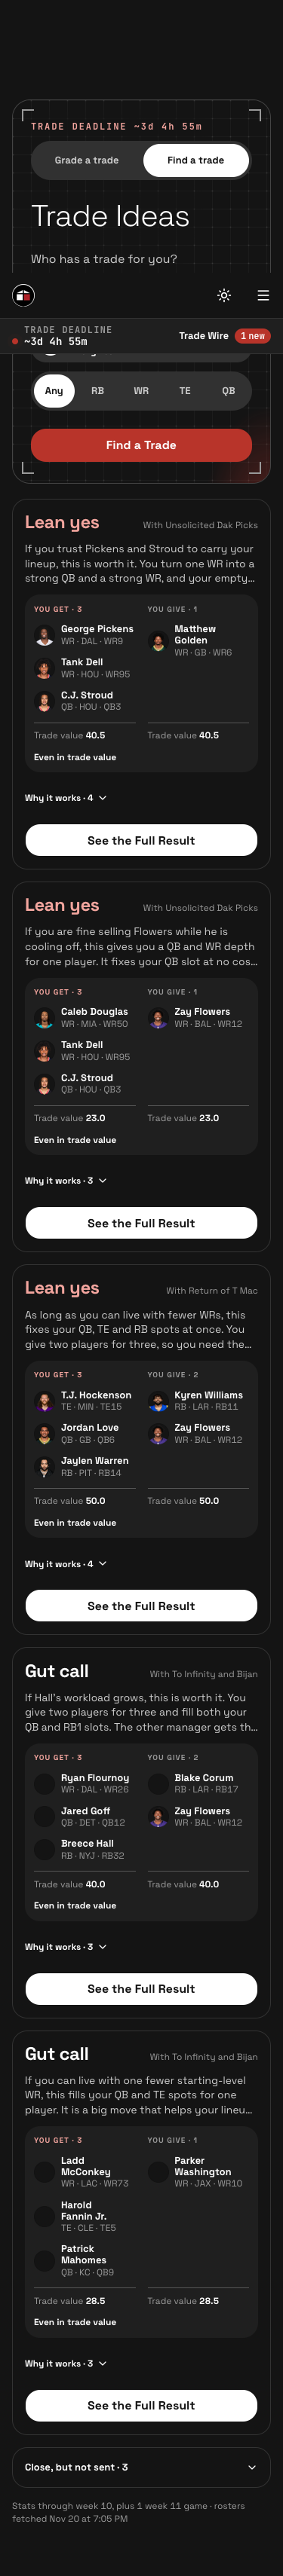 TRADE DEADLINE ~3d 4h 55m
Grade a trade
Find a trade
Trade Ideas
Who has a trade for you?
TRADE DEADLINE
~3d 4h 55m
Trade Wire
1 new
Any
RB
WR
TE
QB
Find a Trade
Lean yes
With Unsolicited Dak Picks
If you trust Pickens and Stroud to carry your
lineup, this is worth it. You turn one WR into a
strong QB and a strong WR, and your empty...
YOU GET · 3
George Pickens
WR · DAL · WR9
Tank Dell
WR · HOU · WR95
C.J. Stroud
QB · HOU · QB3
Trade value 40.5
YOU GIVE · 1
Matthew
Golden
WR · GB · WR6
Trade value 40.5
Even in trade value
Why it works · 4
See the Full Result
Lean yes
With Unsolicited Dak Picks
If you are fine selling Flowers while he is
cooling off, this gives you a QB and WR depth
for one player. It fixes your QB slot at no cos...
YOU GET · 3
Caleb Douglas
WR · MIA · WR50
Tank Dell
WR · HOU · WR95
C.J. Stroud
QB · HOU · QB3
Trade value 23.0
YOU GIVE · 1
Zay Flowers
WR · BAL · WR12
Trade value 23.0
Even in trade value
Why it works · 3
See the Full Result
Lean yes
With Return of T Mac
As long as you can live with fewer WRs, this
fixes your QB, TE and RB spots at once. You
give two players for three, so you need the...
YOU GET · 3
T.J. Hockenson
TE · MIN · TE15
Jordan Love
QB · GB · QB6
Jaylen Warren
RB · PIT · RB14
Trade value 50.0
YOU GIVE · 2
Kyren Williams
RB · LAR · RB11
Zay Flowers
WR · BAL · WR12
Trade value 50.0
Even in trade value
Why it works · 4
See the Full Result
Gut call
With To Infinity and Bijan
If Hall's workload grows, this is worth it. You
give two players for three and fill both your
QB and RB1 slots. The other manager gets th...
YOU GET · 3
Ryan Flournoy
WR · DAL · WR26
Jared Goff
QB · DET · QB12
Breece Hall
RB · NYJ · RB32
Trade value 40.0
YOU GIVE · 2
Blake Corum
RB · LAR · RB17
Zay Flowers
WR · BAL · WR12
Trade value 40.0
Even in trade value
Why it works · 3
See the Full Result
Gut call
With To Infinity and Bijan
If you can live with one fewer starting-level
WR, this fills your QB and TE spots for one
player. It is a big move that helps your lineu...
YOU GET · 3
Ladd
McConkey
WR · LAC · WR73
Harold
Fannin Jr.
TE · CLE · TE5
Patrick
Mahomes
QB · KC · QB9
Trade value 28.5
YOU GIVE · 1
Parker
Washington
WR · JAX · WR10
Trade value 28.5
Even in trade value
Why it works · 3
See the Full Result
Close, but not sent · 3
Stats through week 10, plus 1 week 11 game · rosters
fetched Nov 20 at 7:05 PM